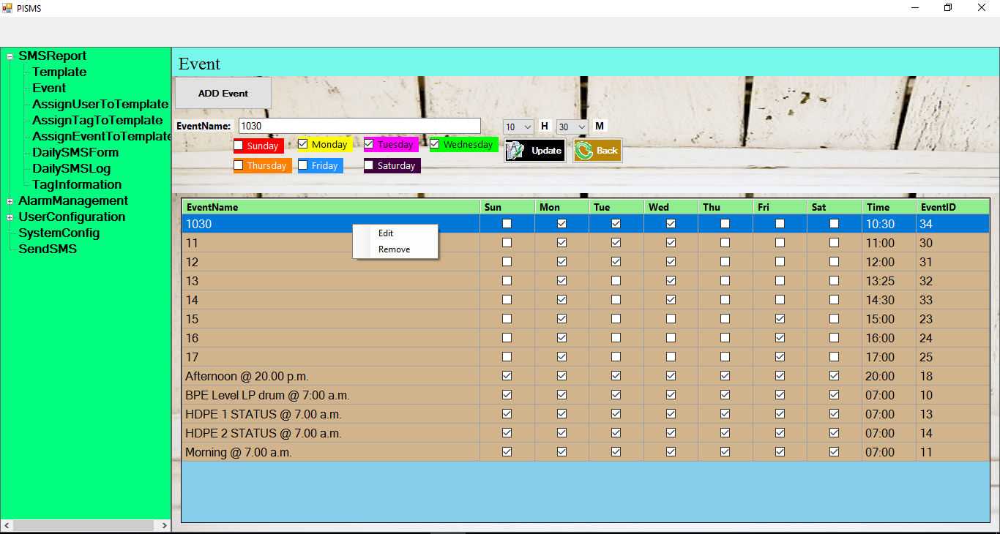 PISMS
SMSReport
Template
Event
AssignUserToTemplate
AssignTagToTemplate
AssignEventToTemplate
DailySMSForm
DailySMSLog
TagInformation
AlarmManagement
UserConfiguration
SystemConfig
SendSMS
Event
ADD Event
EventName: 1030 10 H 30 M
Sunday Monday Tuesday Wednesday Update Back
Thursday Friday Saturday
EventName Sun Mon Tue Wed Thu Fri Sat Time EventID
1030 10:30 34
Edit
Remove
11 11:00 30
12 12:00 31
13 13:25 32
14 14:30 33
15 15:00 23
16 16:00 24
17 17:00 25
Afternoon @ 20.00 p.m. 20:00 18
BPE Level LP drum @ 7:00 a.m. 07:00 10
HDPE 1 STATUS @ 7.00 a.m. 07:00 13
HDPE 2 STATUS @ 7.00 a.m. 07:00 14
Morning @ 7.00 a.m. 07:00 11